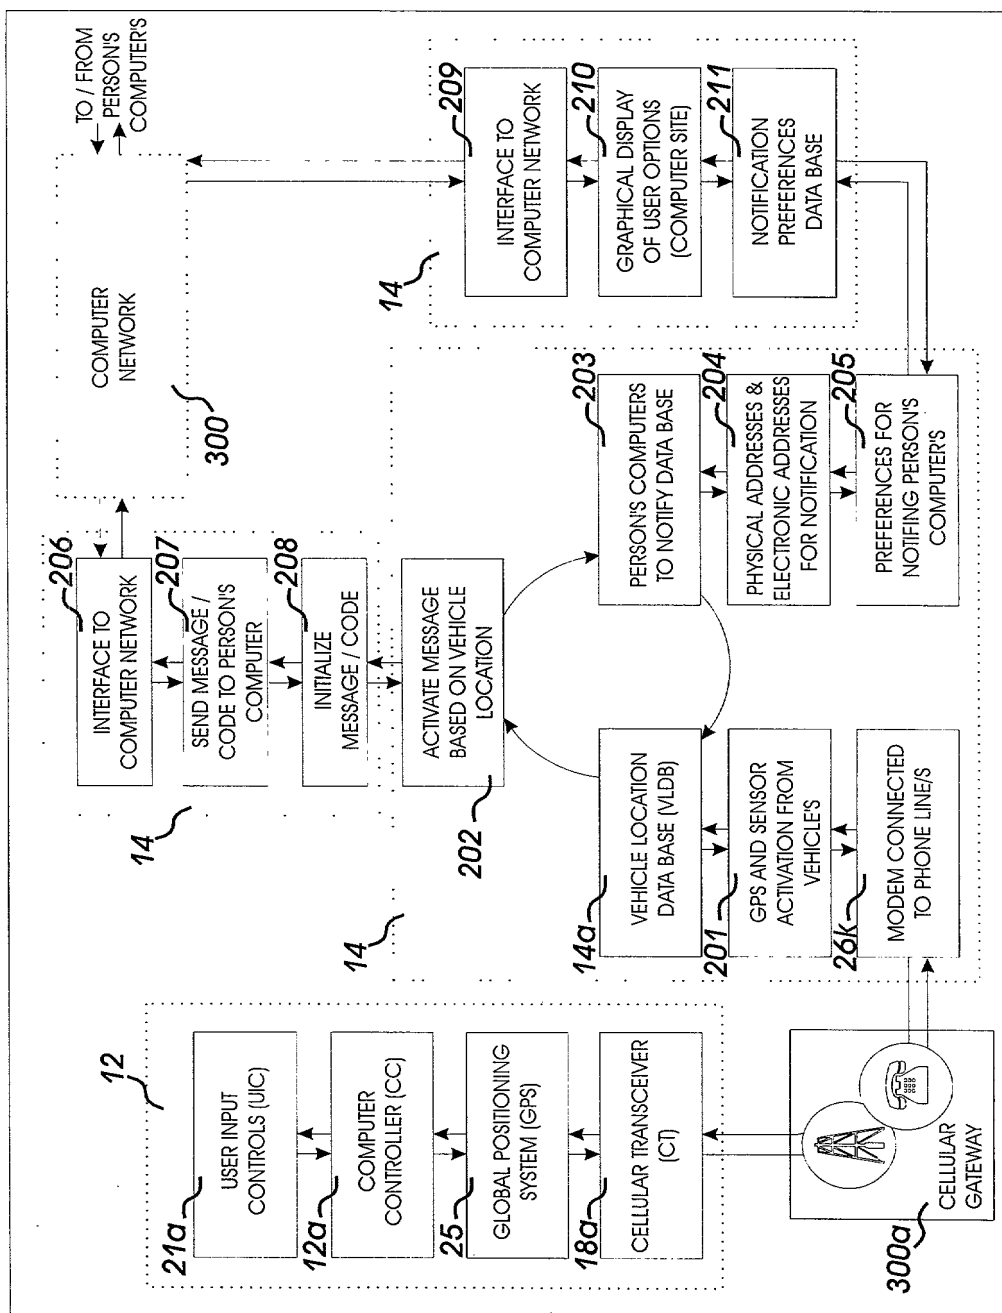 12
21a
USER INPUT
CONTROLS (UIC)
12a
COMPUTER
CONTROLLER (CC)
25
GLOBAL POSITIONING
SYSTEM (GPS)
18a
CELLULAR TRANSCEIVER
(CT)
300a
CELLULAR
GATEWAY
14
206
INTERFACE TO
COMPUTER NETWORK
207
SEND MESSAGE /
CODE TO PERSON'S
COMPUTER
208
INITIALIZE
MESSAGE / CODE
14
202
ACTIVATE MESSAGE
BASED ON VEHICLE
LOCATION
14a
VEHICLE LOCATION
DATA BASE (VLDB)
201
GPS AND SENSOR
ACTIVATION FROM
VEHICLE'S
26k
MODEM CONNECTED
TO PHONE LINE/S
203
PERSON'S COMPUTERS
TO NOTIFY DATA BASE
204
PHYSICAL ADDRESSES &
ELECTRONIC ADDRESSES
FOR NOTIFICATION
205
PREFERENCES FOR
NOTIFING PERSON'S
COMPUTER'S
COMPUTER
NETWORK
300
TO / FROM
PERSON'S
COMPUTER'S
14
209
INTERFACE TO
COMPUTER NETWORK
210
GRAPHICAL DISPLAY
OF USER OPTIONS
(COMPUTER SITE)
211
NOTIFICATION
PREFERENCES
DATA BASE